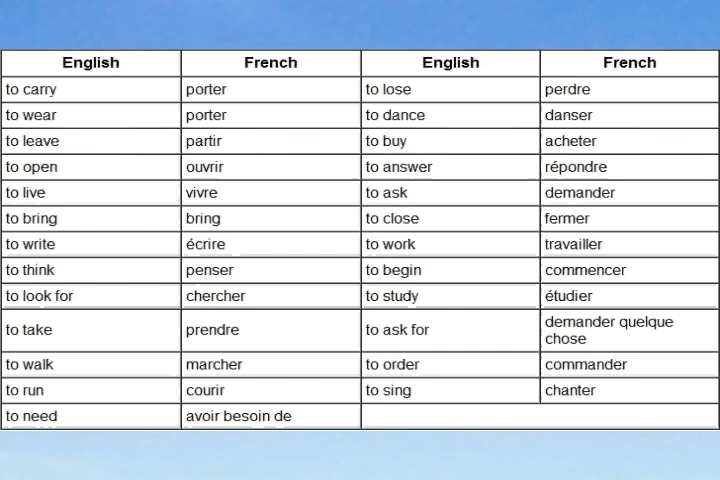 English French English French
to carry porter to lose perdre
to wear porter to dance danser
to leave partir to buy acheter
to open ouvrir to answer répondre
to live vivre to ask demander
to bring bring to close fermer
to write écrire to work travailler
to think penser to begin commencer
to look for chercher to study étudier
to take prendre to ask for demander quelque
chose
to walk marcher to order commander
to run courir to sing chanter
to need avoir besoin de